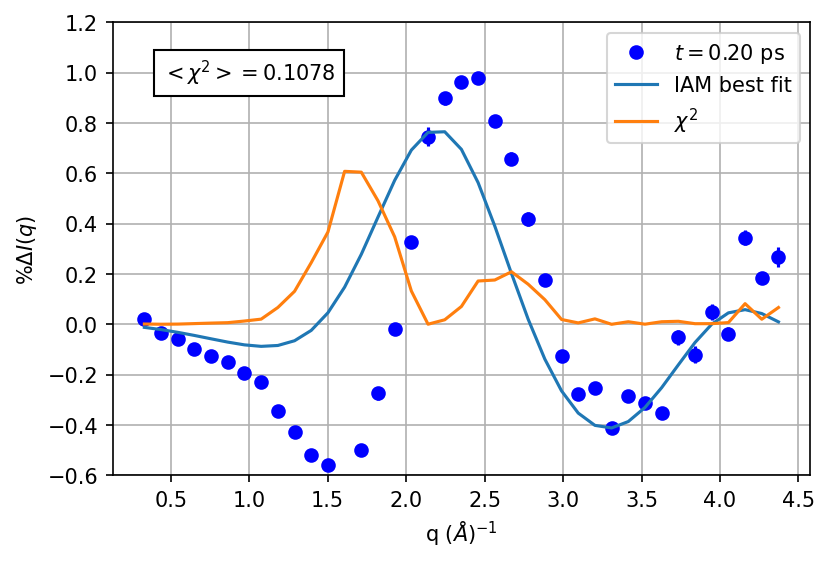 1.2
1.0
0.8
0.6
0.4
0.2
0.0
−0.2
−0.4
−0.6
%ΔI(q)
<χ²> = 0.1078
t = 0.20 ps
IAM best fit
χ²
0.5 1.0 1.5 2.0 2.5 3.0 3.5 4.0 4.5
q (Å)⁻¹